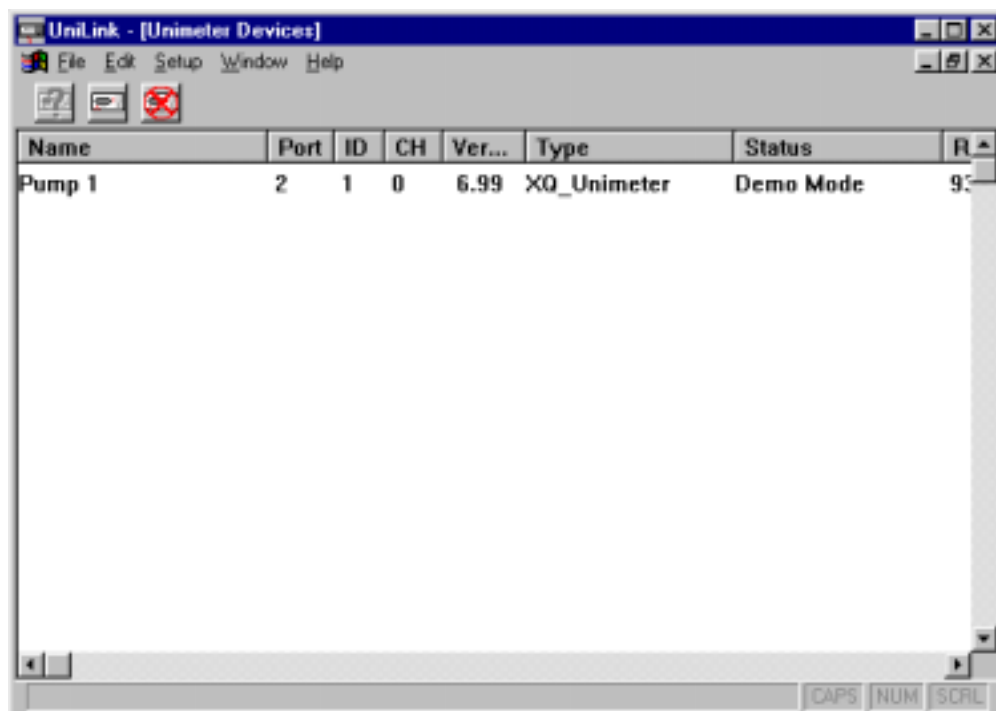 UniLink - [Unimeter Devices]
File Edit Setup Window Help
Name Port ID CH Ver... Type Status R
Pump 1 2 1 0 6.99 XQ_Unimeter Demo Mode 93
CAPS NUM SCRL